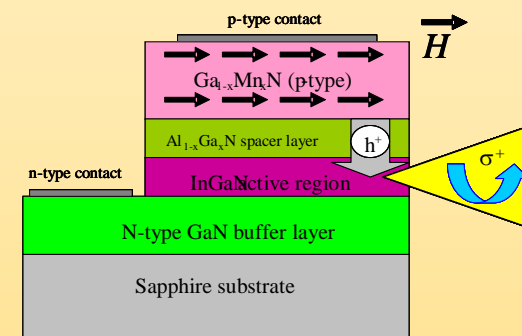 p-type contact
H
Ga1-xMnxN (p-type)
Al1-xGaxN spacer layer
h+
σ+
n-type contact
InGaN active region
N-type GaN buffer layer
Sapphire substrate